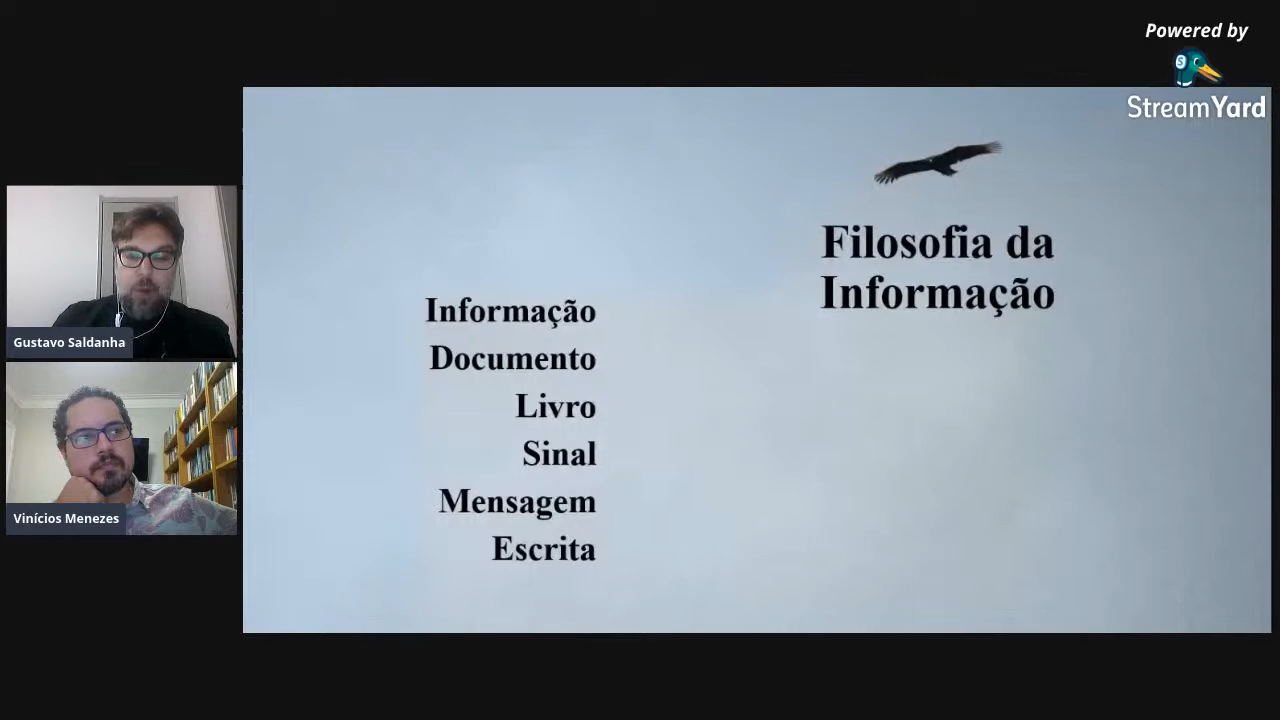 Powered by
StreamYard
Filosofia da
Informação
Informação
Documento
Livro
Sinal
Mensagem
Escrita
Gustavo Saldanha
Vinícios Menezes